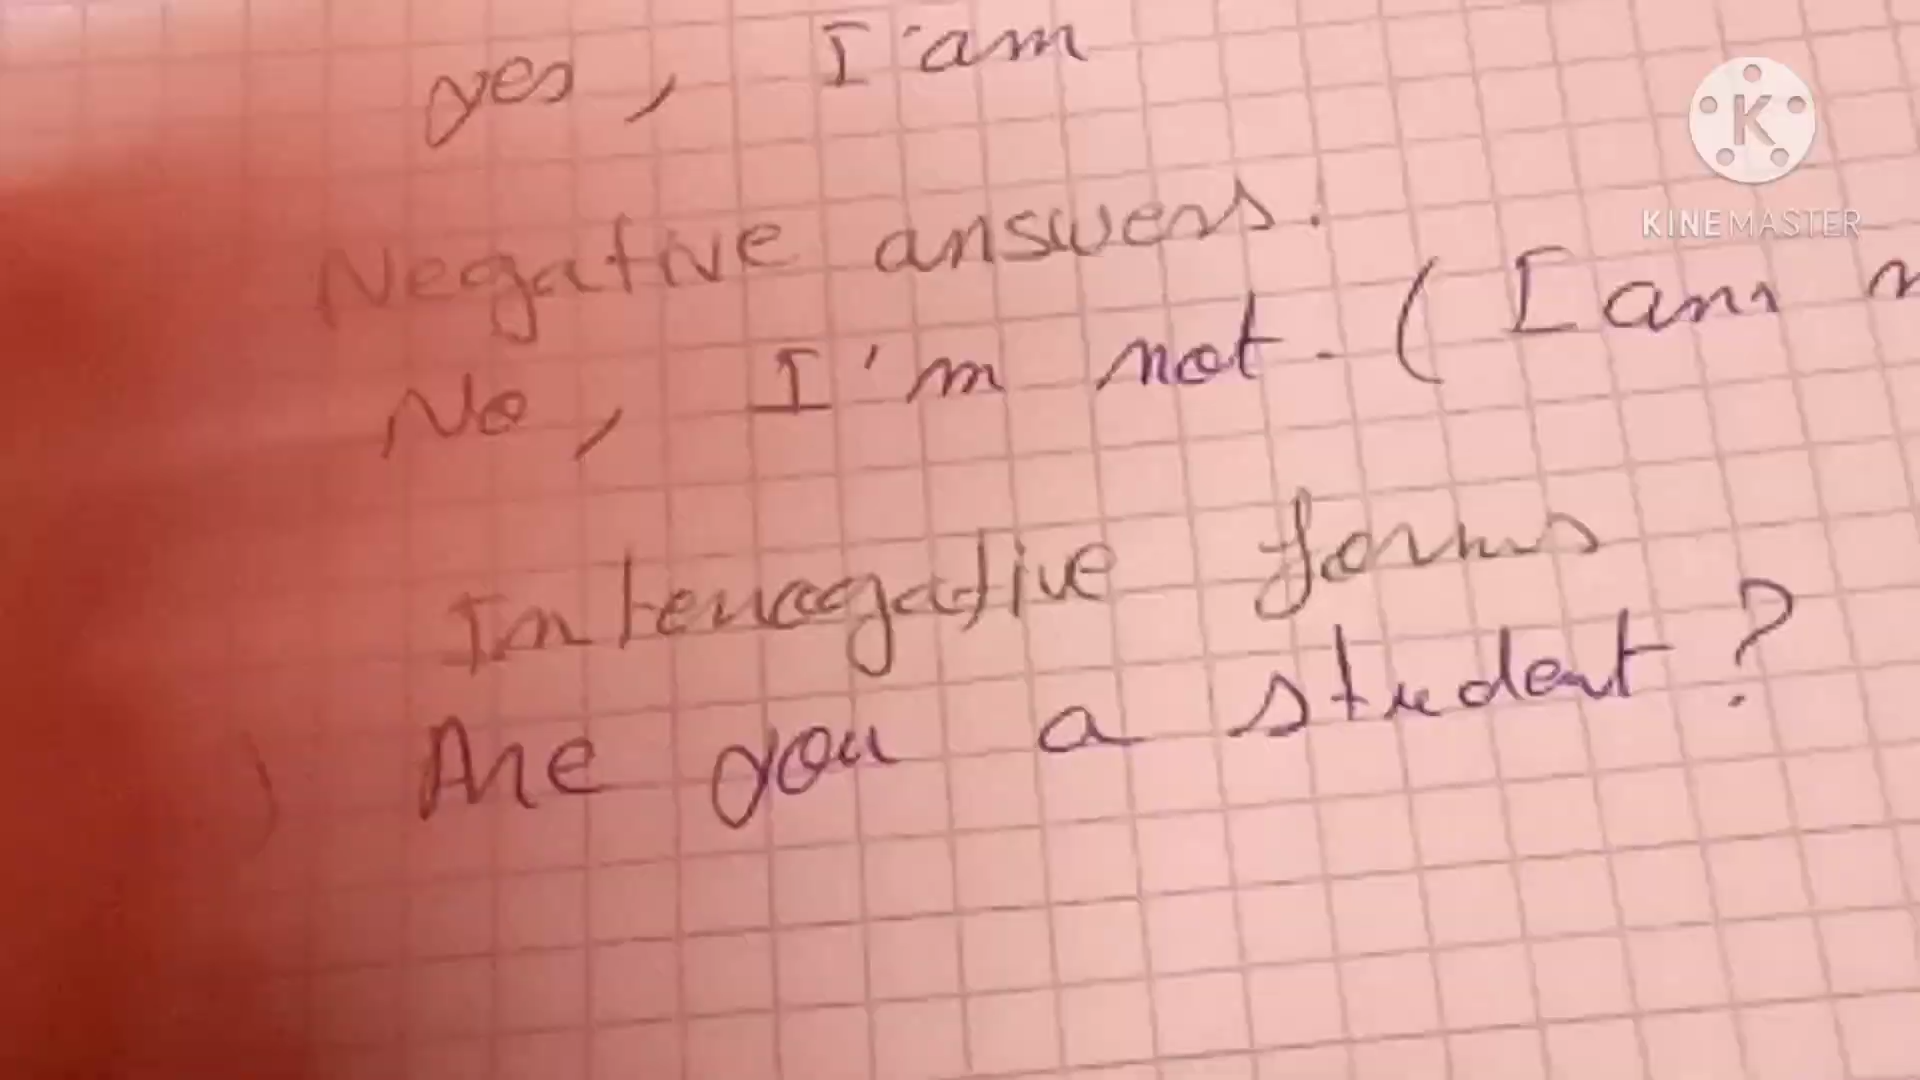 yes, I am
Negative answers.
No, I'm not. (I am
Interrogative forms
Are you a student?
KINEMASTER